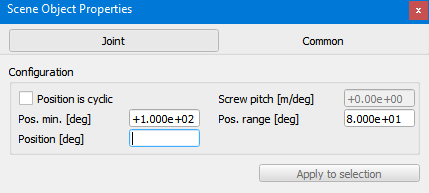 Scene Object Properties x
Joint Common
Configuration
Position is cyclic Screw pitch [m/deg] +0.00e+00
Pos. min. [deg] +1.000e+02 Pos. range [deg] 8.000e+01
Position [deg]
Apply to selection